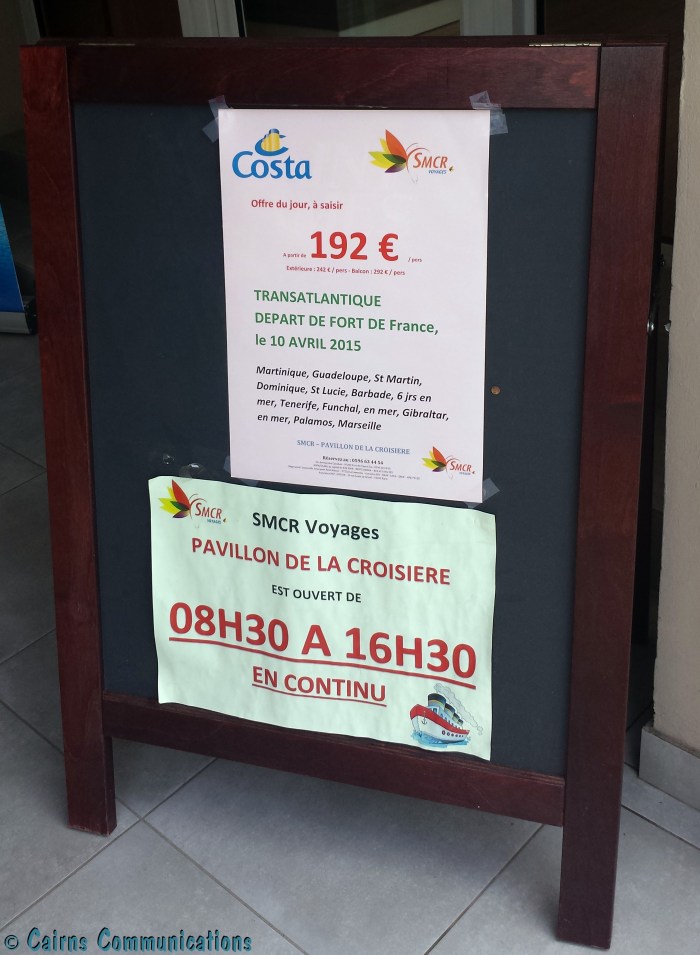 Costa
SMCR
VOYAGES
Offre du jour, à saisir
A partir de 192 € / pers
Extérieure : 242 € / pers - Balcon : 292 € / pers
TRANSATLANTIQUE
DEPART DE FORT DE France,
le 10 AVRIL 2015
Martinique, Guadeloupe, St Martin,
Dominique, St Lucie, Barbade, 6 jrs en
mer, Tenerife, Funchal, en mer, Gibraltar,
en mer, Palamos, Marseille
SMCR – PAVILLON DE LA CROISIERE
SMCR
VOYAGES
SMCR
VOYAGES
SMCR Voyages
PAVILLON DE LA CROISIERE
EST OUVERT DE
08H30 A 16H30
EN CONTINU
© Cairns Communications